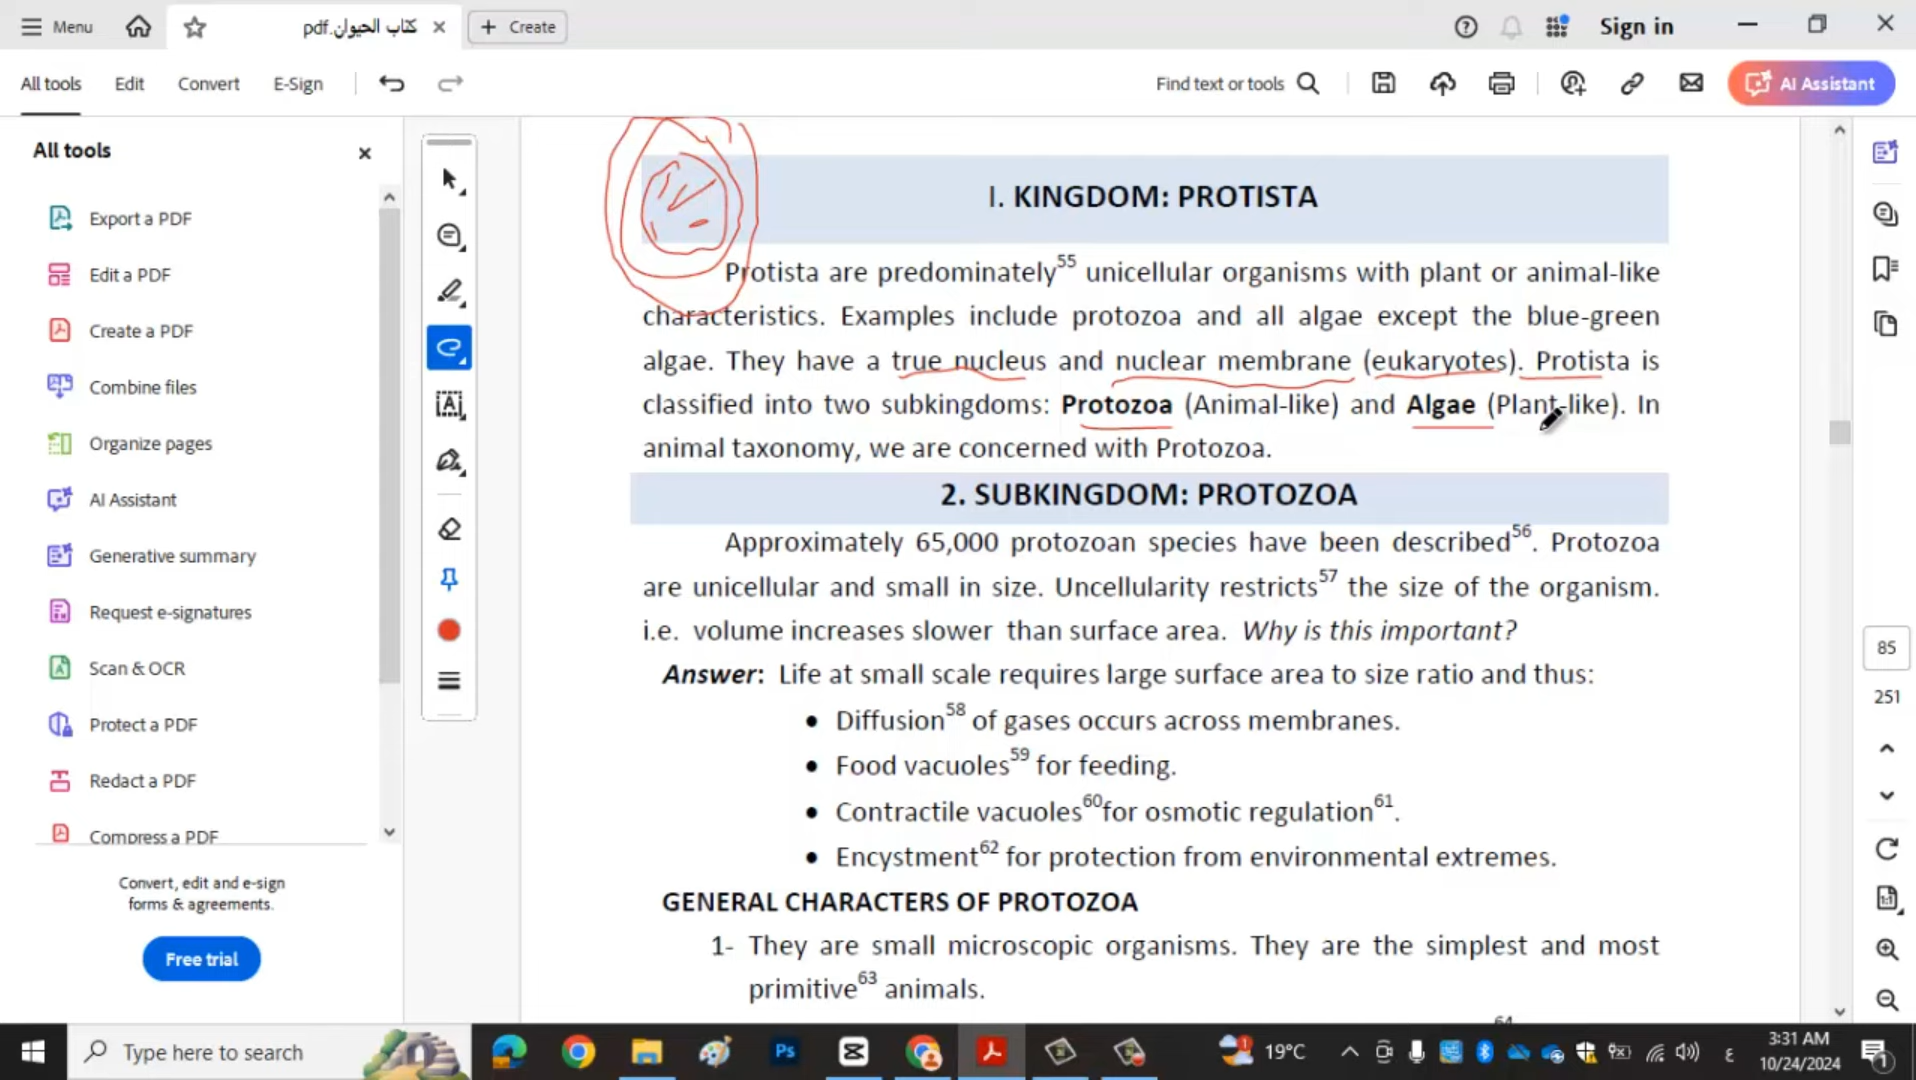 Menu
كتاب الحيوان.pdf
Create
Sign in
All tools
Edit
Convert
E-Sign
Find text or tools
AI Assistant
All tools
Export a PDF
Edit a PDF
Create a PDF
Combine files
Organize pages
AI Assistant
Generative summary
Request e-signatures
Scan & OCR
Protect a PDF
Redact a PDF
Compress a PDF
Convert, edit and e-sign
forms & agreements.
Free trial
I. KINGDOM: PROTISTA
Protista are predominately55 unicellular organisms with plant or animal-like
characteristics. Examples include protozoa and all algae except the blue-green
algae. They have a true nucleus and nuclear membrane (eukaryotes). Protista is
classified into two subkingdoms: Protozoa (Animal-like) and Algae (Plant-like). In
animal taxonomy, we are concerned with Protozoa.
2. SUBKINGDOM: PROTOZOA
Approximately 65,000 protozoan species have been described56. Protozoa
are unicellular and small in size. Uncellularity restricts57 the size of the organism.
i.e. volume increases slower than surface area. Why is this important?
Answer: Life at small scale requires large surface area to size ratio and thus:
• Diffusion58 of gases occurs across membranes.
• Food vacuoles59 for feeding.
• Contractile vacuoles60for osmotic regulation61.
• Encystment62 for protection from environmental extremes.
GENERAL CHARACTERS OF PROTOZOA
1- They are small microscopic organisms. They are the simplest and most
primitive63 animals.
64
85
251
Type here to search
Ps
19°C
ع
3:31 AM
10/24/2024
1